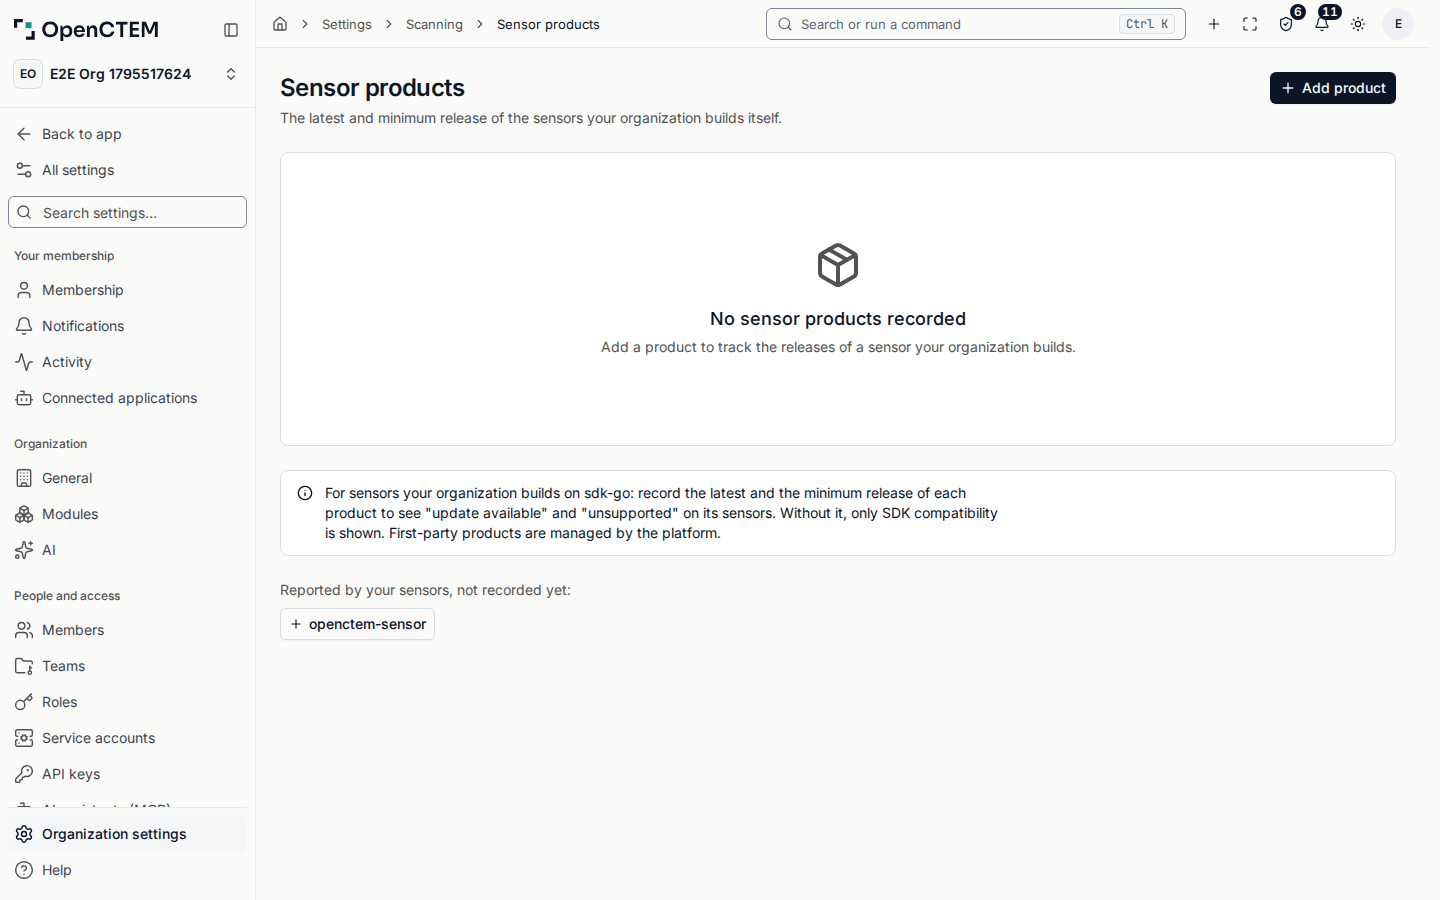 OpenCTEM
EO
E2E Org 1795517624
Back to app
All settings
Search settings...
Your membership
Membership
Notifications
Activity
Connected applications
Organization
General
Modules
AI
People and access
Members
Teams
Roles
Service accounts
API keys
Organization settings
Help
Settings
Scanning
Sensor products
Search or run a command
Ctrl K
6
11
E
Sensor products
Add product
The latest and minimum release of the sensors your organization builds itself.
No sensor products recorded
Add a product to track the releases of a sensor your organization builds.
For sensors your organization builds on sdk-go: record the latest and the minimum release of each
product to see "update available" and "unsupported" on its sensors. Without it, only SDK compatibility
is shown. First-party products are managed by the platform.
Reported by your sensors, not recorded yet:
openctem-sensor